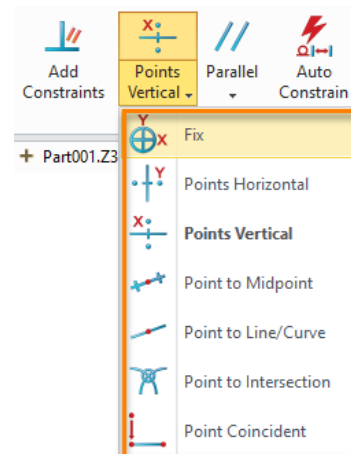 Add
Constraints
Points
Vertical
Parallel
Auto
Constrain
+ Part001.Z3
Fix
Points Horizontal
Points Vertical
Point to Midpoint
Point to Line/Curve
Point to Intersection
Point Coincident